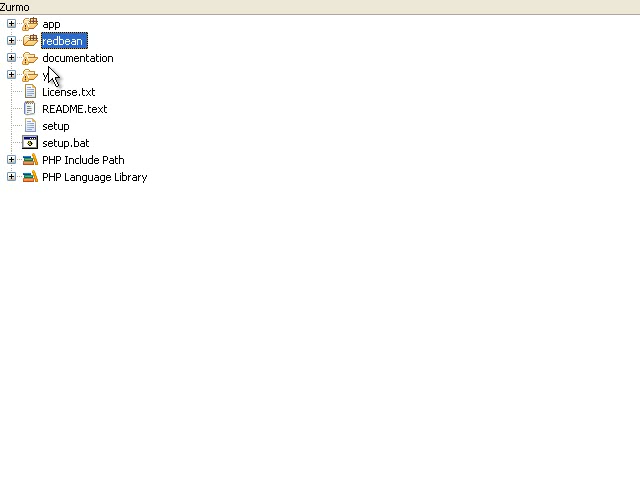 Zurmo
app
redbean
documentation
License.txt
README.text
setup
setup.bat
PHP Include Path
PHP Language Library